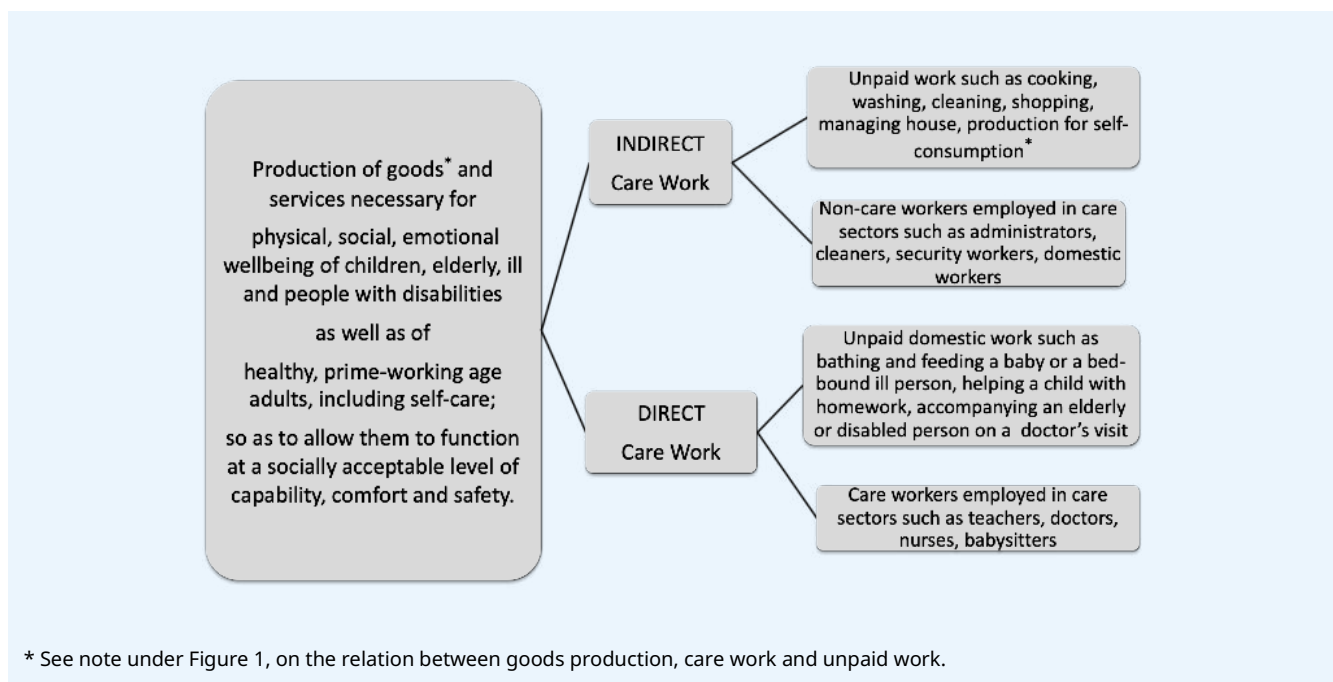 Production of goods* and
services necessary for
physical, social, emotional
wellbeing of children, elderly, ill
and people with disabilities
as well as of
healthy, prime-working age
adults, including self-care;
so as to allow them to function
at a socially acceptable level of
capability, comfort and safety.
INDIRECT
Care Work
Unpaid work such as cooking,
washing, cleaning, shopping,
managing house, production for self-
consumption*
Non-care workers employed in care
sectors such as administrators,
cleaners, security workers, domestic
workers
DIRECT
Care Work
Unpaid domestic work such as
bathing and feeding a baby or a bed-
bound ill person, helping a child with
homework, accompanying an elderly
or disabled person on a doctor's visit
Care workers employed in care
sectors such as teachers, doctors,
nurses, babysitters
* See note under Figure 1, on the relation between goods production, care work and unpaid work.